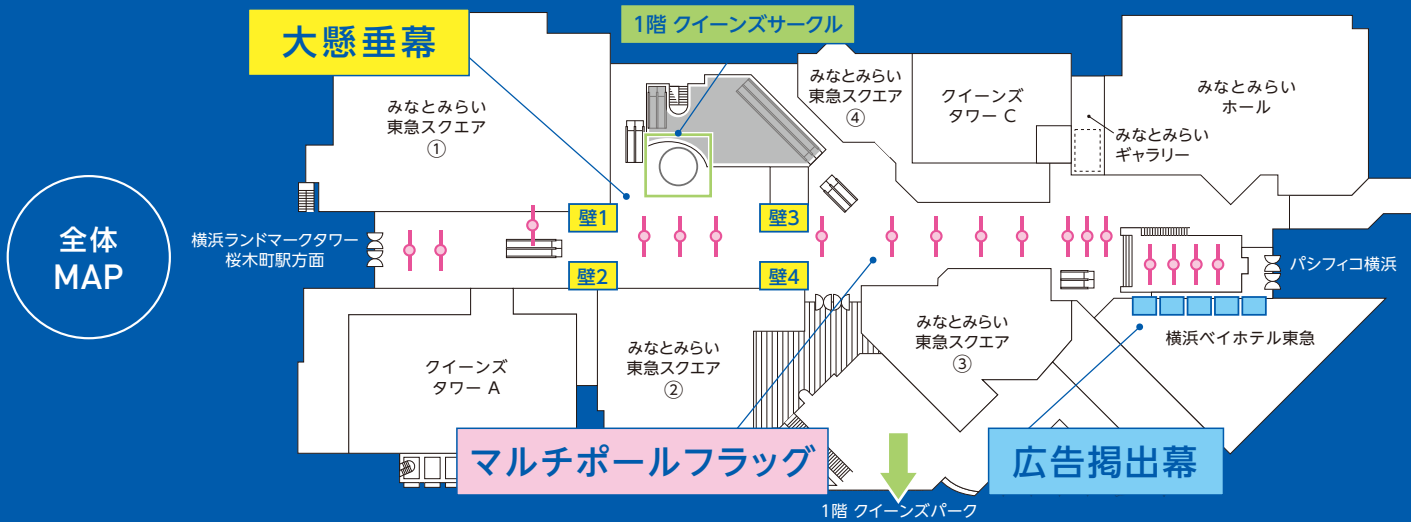 大懸垂幕
1階 クイーンズサークル
みなとみらい
東急スクエア
①
みなとみらい
東急スクエア
④
クイーンズ
タワー C
みなとみらい
ホール
みなとみらい
ギャラリー
全体
MAP
横浜ランドマークタワー
桜木町駅方面
壁1
壁3
壁2
壁4
パシフィコ横浜
クイーンズ
タワー A
みなとみらい
東急スクエア
②
みなとみらい
東急スクエア
③
横浜ベイホテル東急
マルチポールフラッグ
広告掲出幕
1階 クイーンズパーク